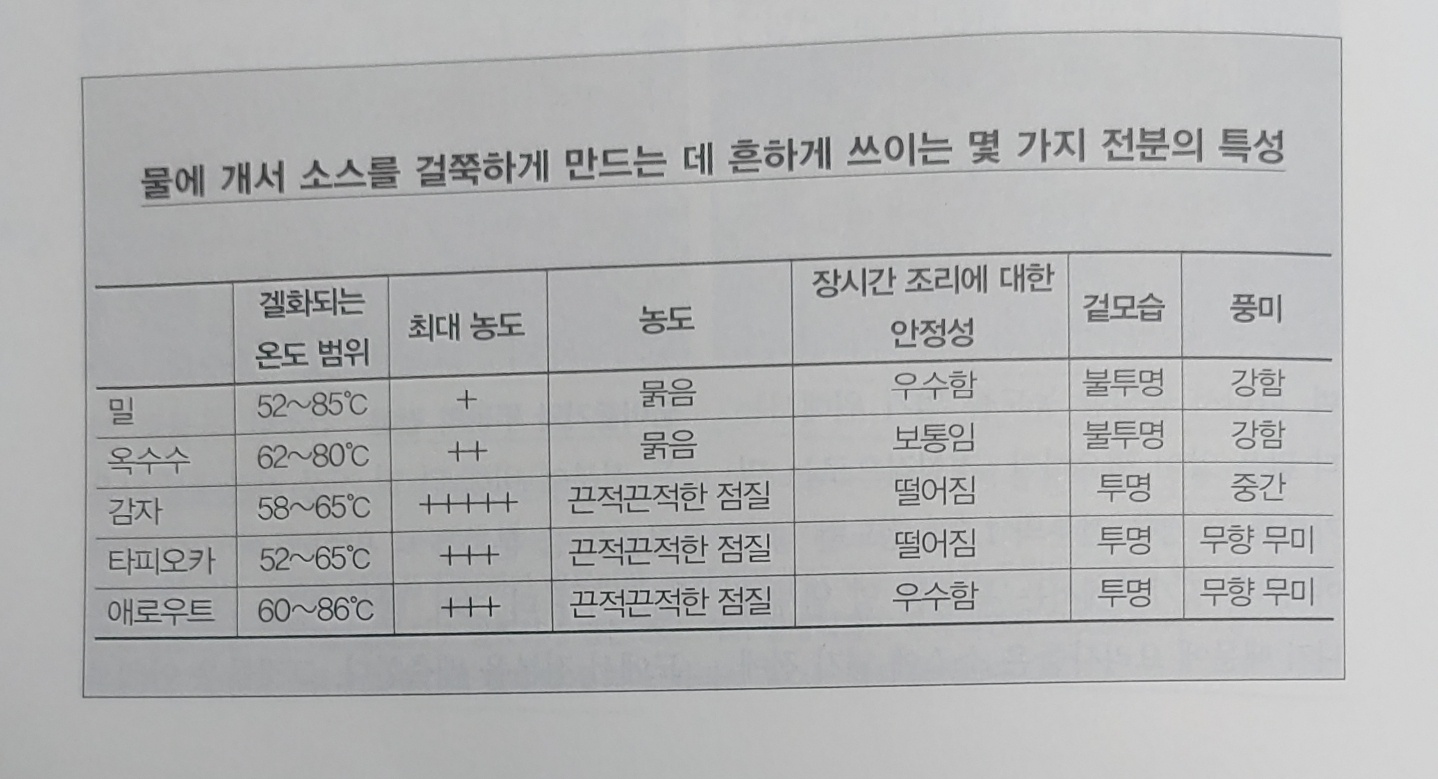 물에 개서 소스를 걸쭉하게 만드는 데 흔하게 쓰이는 몇 가지 전분의 특성
겔화되는 온도 범위 최대 농도 농도 장시간 조리에 대한 안정성 겉모습 풍미
밀 52~85℃ + 묽음 우수함 불투명 강함
옥수수 62~80℃ ++ 묽음 보통임 불투명 강함
감자 58~65℃ +++++ 끈적끈적한 점질 떨어짐 투명 중간
타피오카 52~65℃ +++ 끈적끈적한 점질 떨어짐 투명 무향 무미
애로우트 60~86℃ +++ 끈적끈적한 점질 우수함 투명 무향 무미